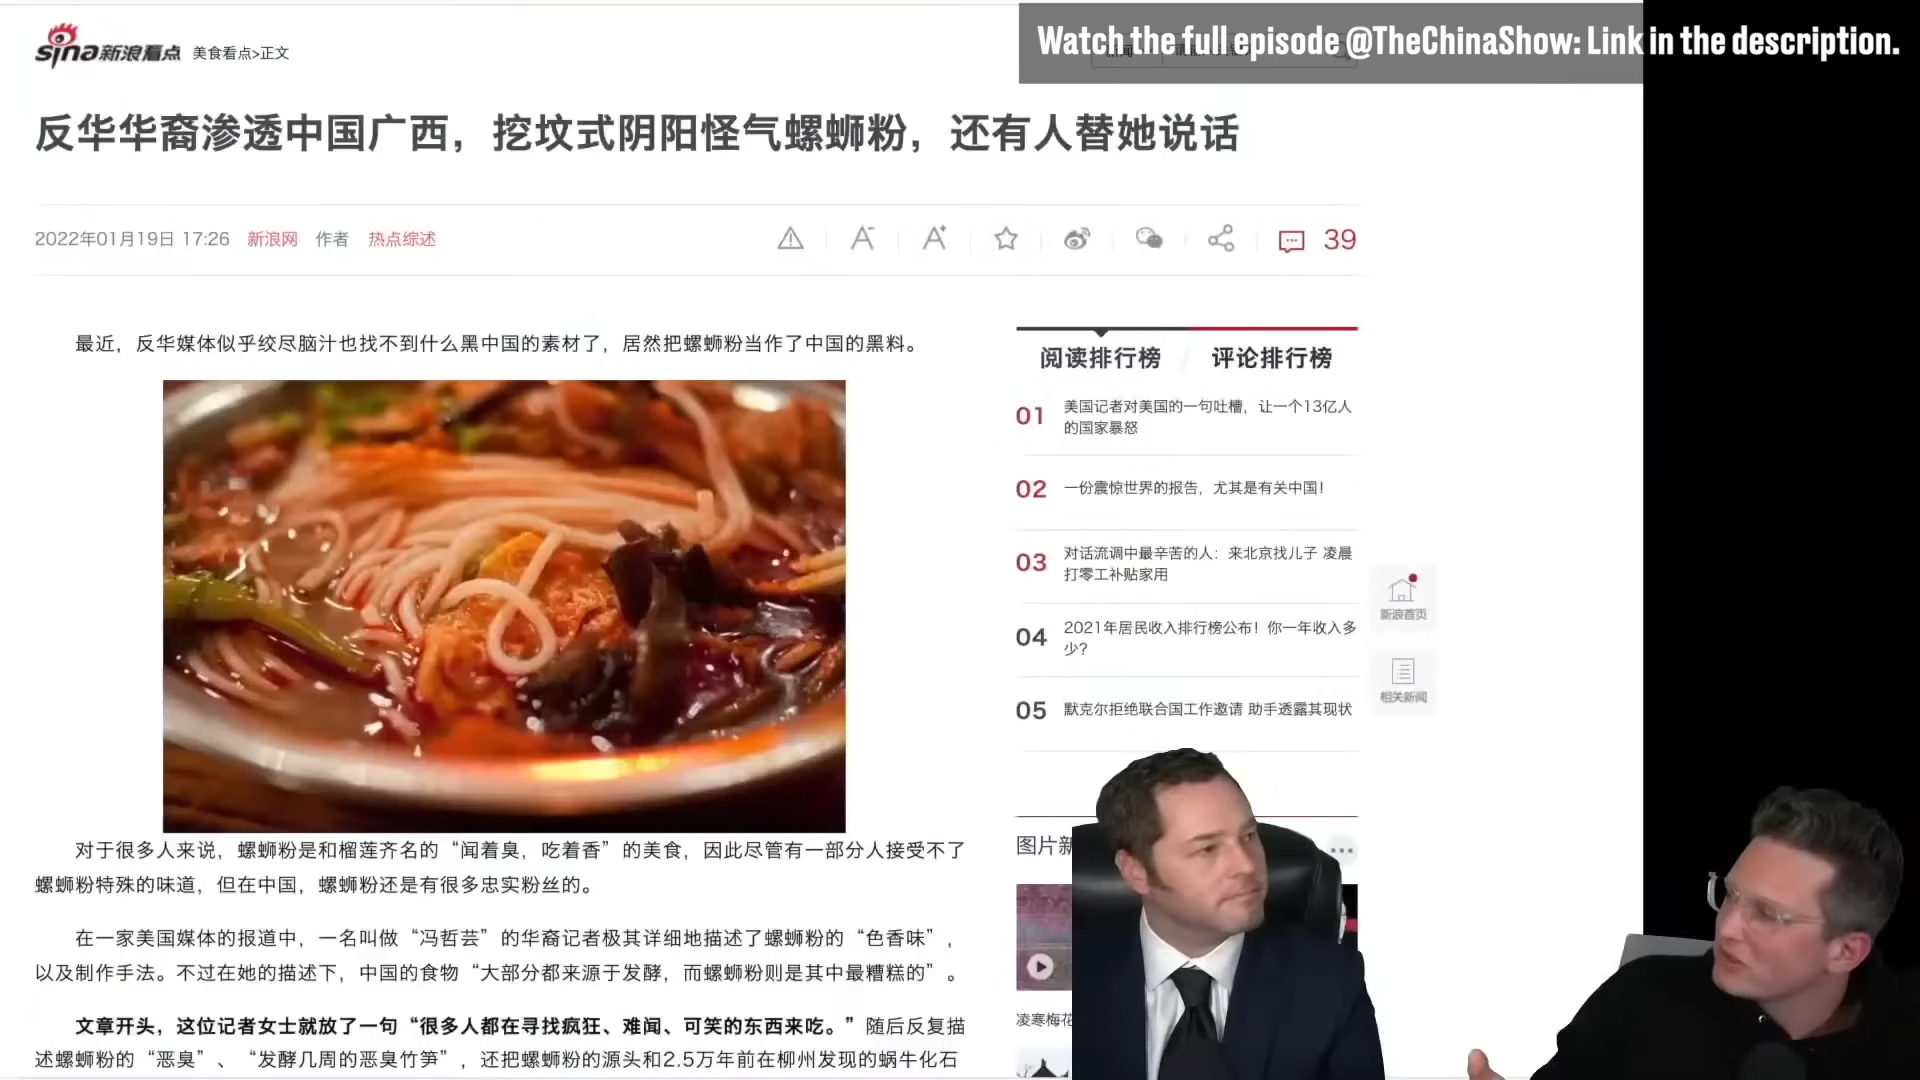 Watch the full episode @TheChinaShow: Link in the description.
sina新浪看点 美食看点>正文
反华华裔渗透中国广西，挖坟式阴阳怪气螺蛳粉，还有人替她说话
2022年01月19日 17:26 新浪网 作者 热点综述
39
最近，反华媒体似乎绞尽脑汁也找不到什么黑中国的素材了，居然把螺蛳粉当作了中国的黑料。
对于很多人来说，螺蛳粉是和榴莲齐名的“闻着臭，吃着香”的美食，因此尽管有一部分人接受不了
螺蛳粉特殊的味道，但在中国，螺蛳粉还是有很多忠实粉丝的。
在一家美国媒体的报道中，一名叫做“冯哲芸”的华裔记者极其详细地描述了螺蛳粉的“色香味”，
以及制作手法。不过在她的描述下，中国的食物“大部分都来源于发酵，而螺蛳粉则是其中最糟糕的”。
文章开头，这位记者女士就放了一句“很多人都在寻找疯狂、难闻、可笑的东西来吃。”随后反复描
述螺蛳粉的“恶臭”、“发酵几周的恶臭竹笋”，还把螺蛳粉的源头和2.5万年前在柳州发现的蜗牛化石
阅读排行榜 / 评论排行榜
01 美国记者对美国的一句吐槽，让一个13亿人
的国家暴怒
02 一份震惊世界的报告，尤其是有关中国！
03 对话流调中最辛苦的人：来北京找儿子 凌晨
打零工补贴家用
04 2021年居民收入排行榜公布！你一年收入多
少？
05 默克尔拒绝联合国工作邀请 助手透露其现状
图片新
凌寒梅花
新浪首页
相关新闻